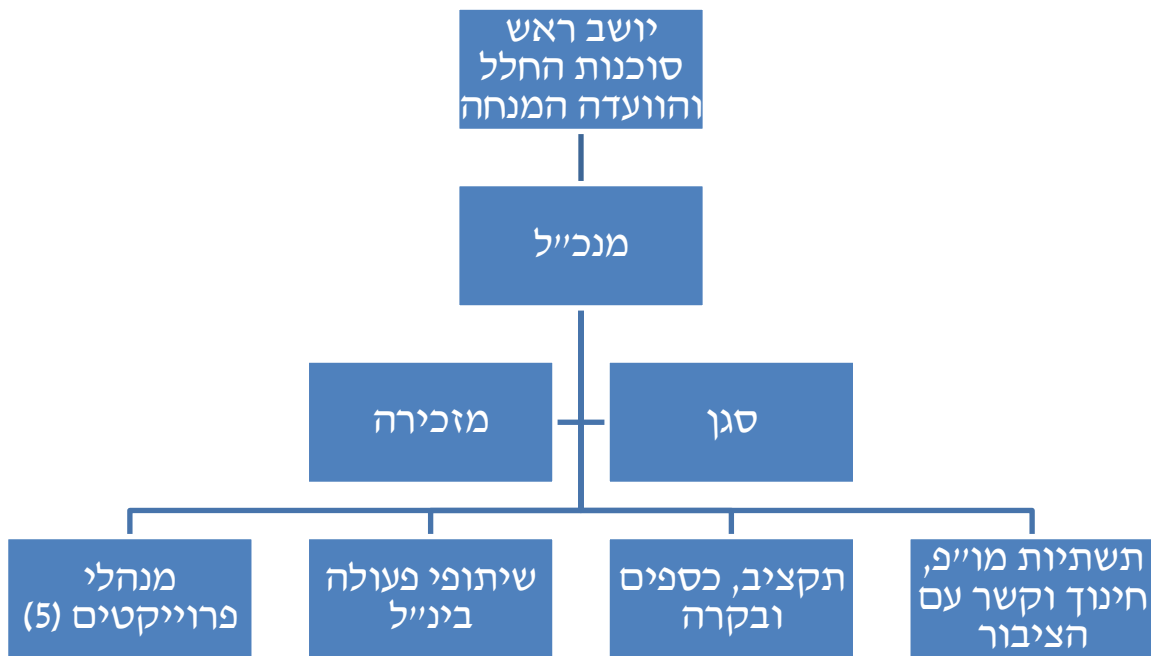 יושב ראש
סוכנות החלל
והוועדה המנחה
מנכ״ל
סגן
מזכירה
תשתיות מו״פ,
חינוך וקשר עם
הציבור
תקציב, כספים
ובקרה
שיתופי פעולה
בינ״ל
מנהלי
פרוייקטים (5)